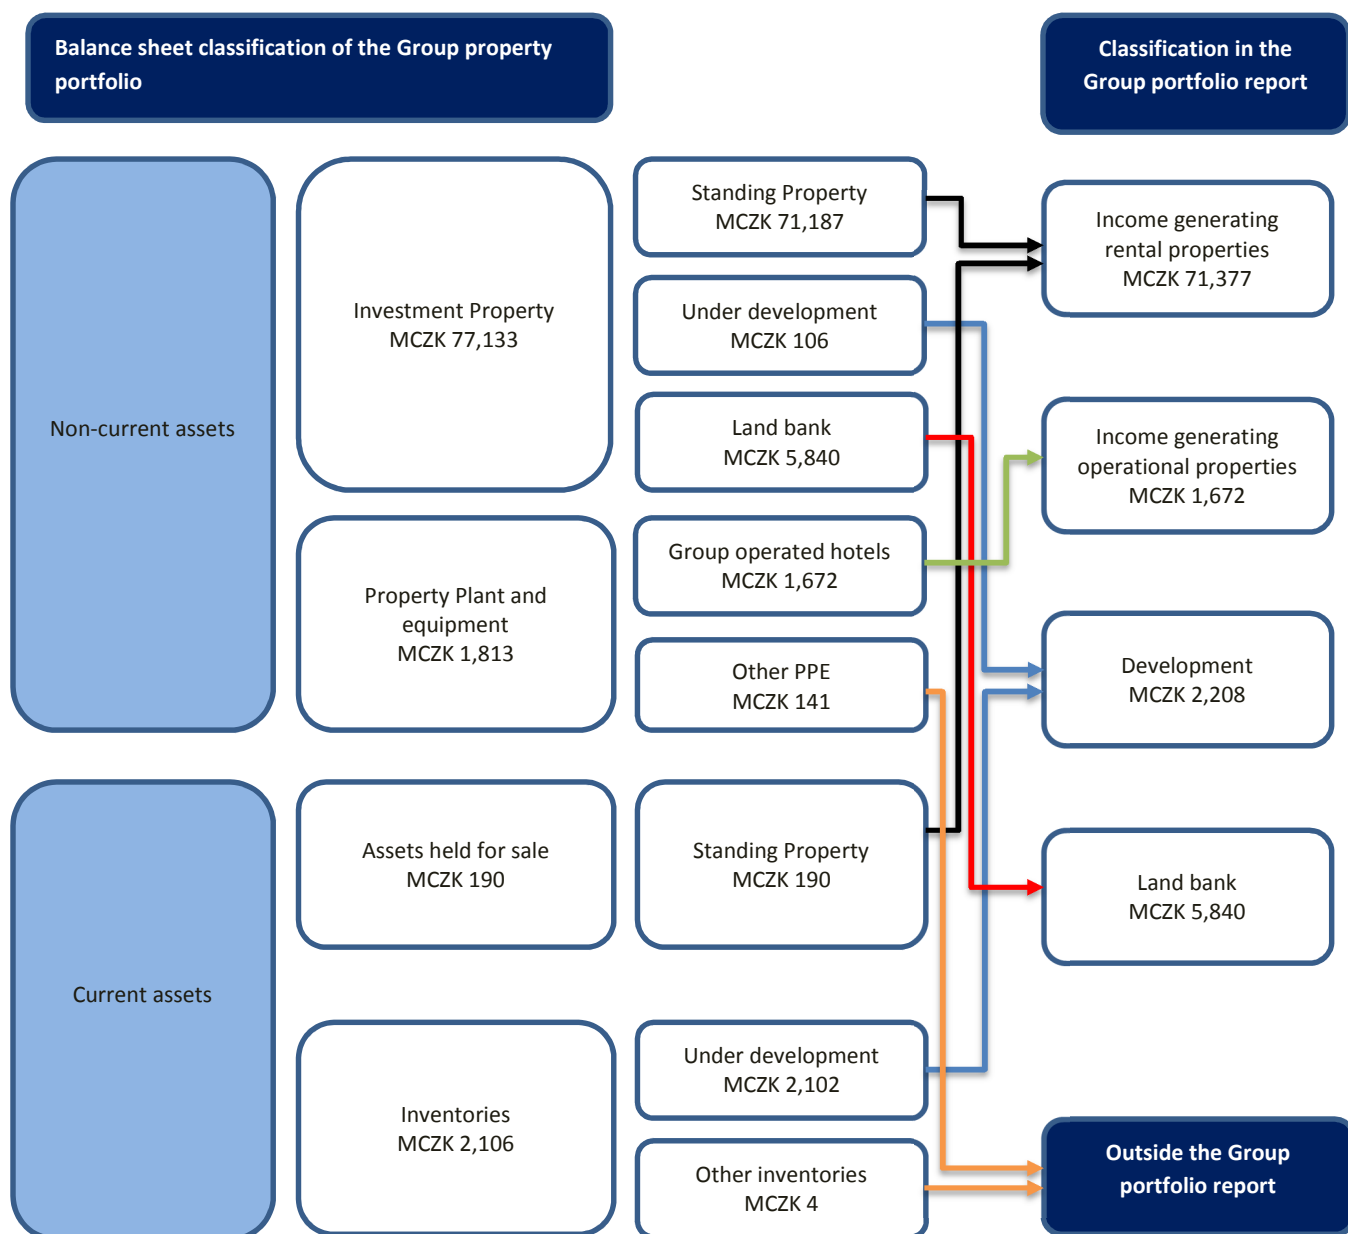 Balance sheet classification of the Group property
portfolio
Classification in the
Group portfolio report
Non-current assets
Investment Property
MCZK 77,133
Standing Property
MCZK 71,187
Under development
MCZK 106
Land bank
MCZK 5,840
Property Plant and
equipment
MCZK 1,813
Group operated hotels
MCZK 1,672
Other PPE
MCZK 141
Income generating
rental properties
MCZK 71,377
Income generating
operational properties
MCZK 1,672
Development
MCZK 2,208
Land bank
MCZK 5,840
Current assets
Assets held for sale
MCZK 190
Standing Property
MCZK 190
Inventories
MCZK 2,106
Under development
MCZK 2,102
Other inventories
MCZK 4
Outside the Group
portfolio report